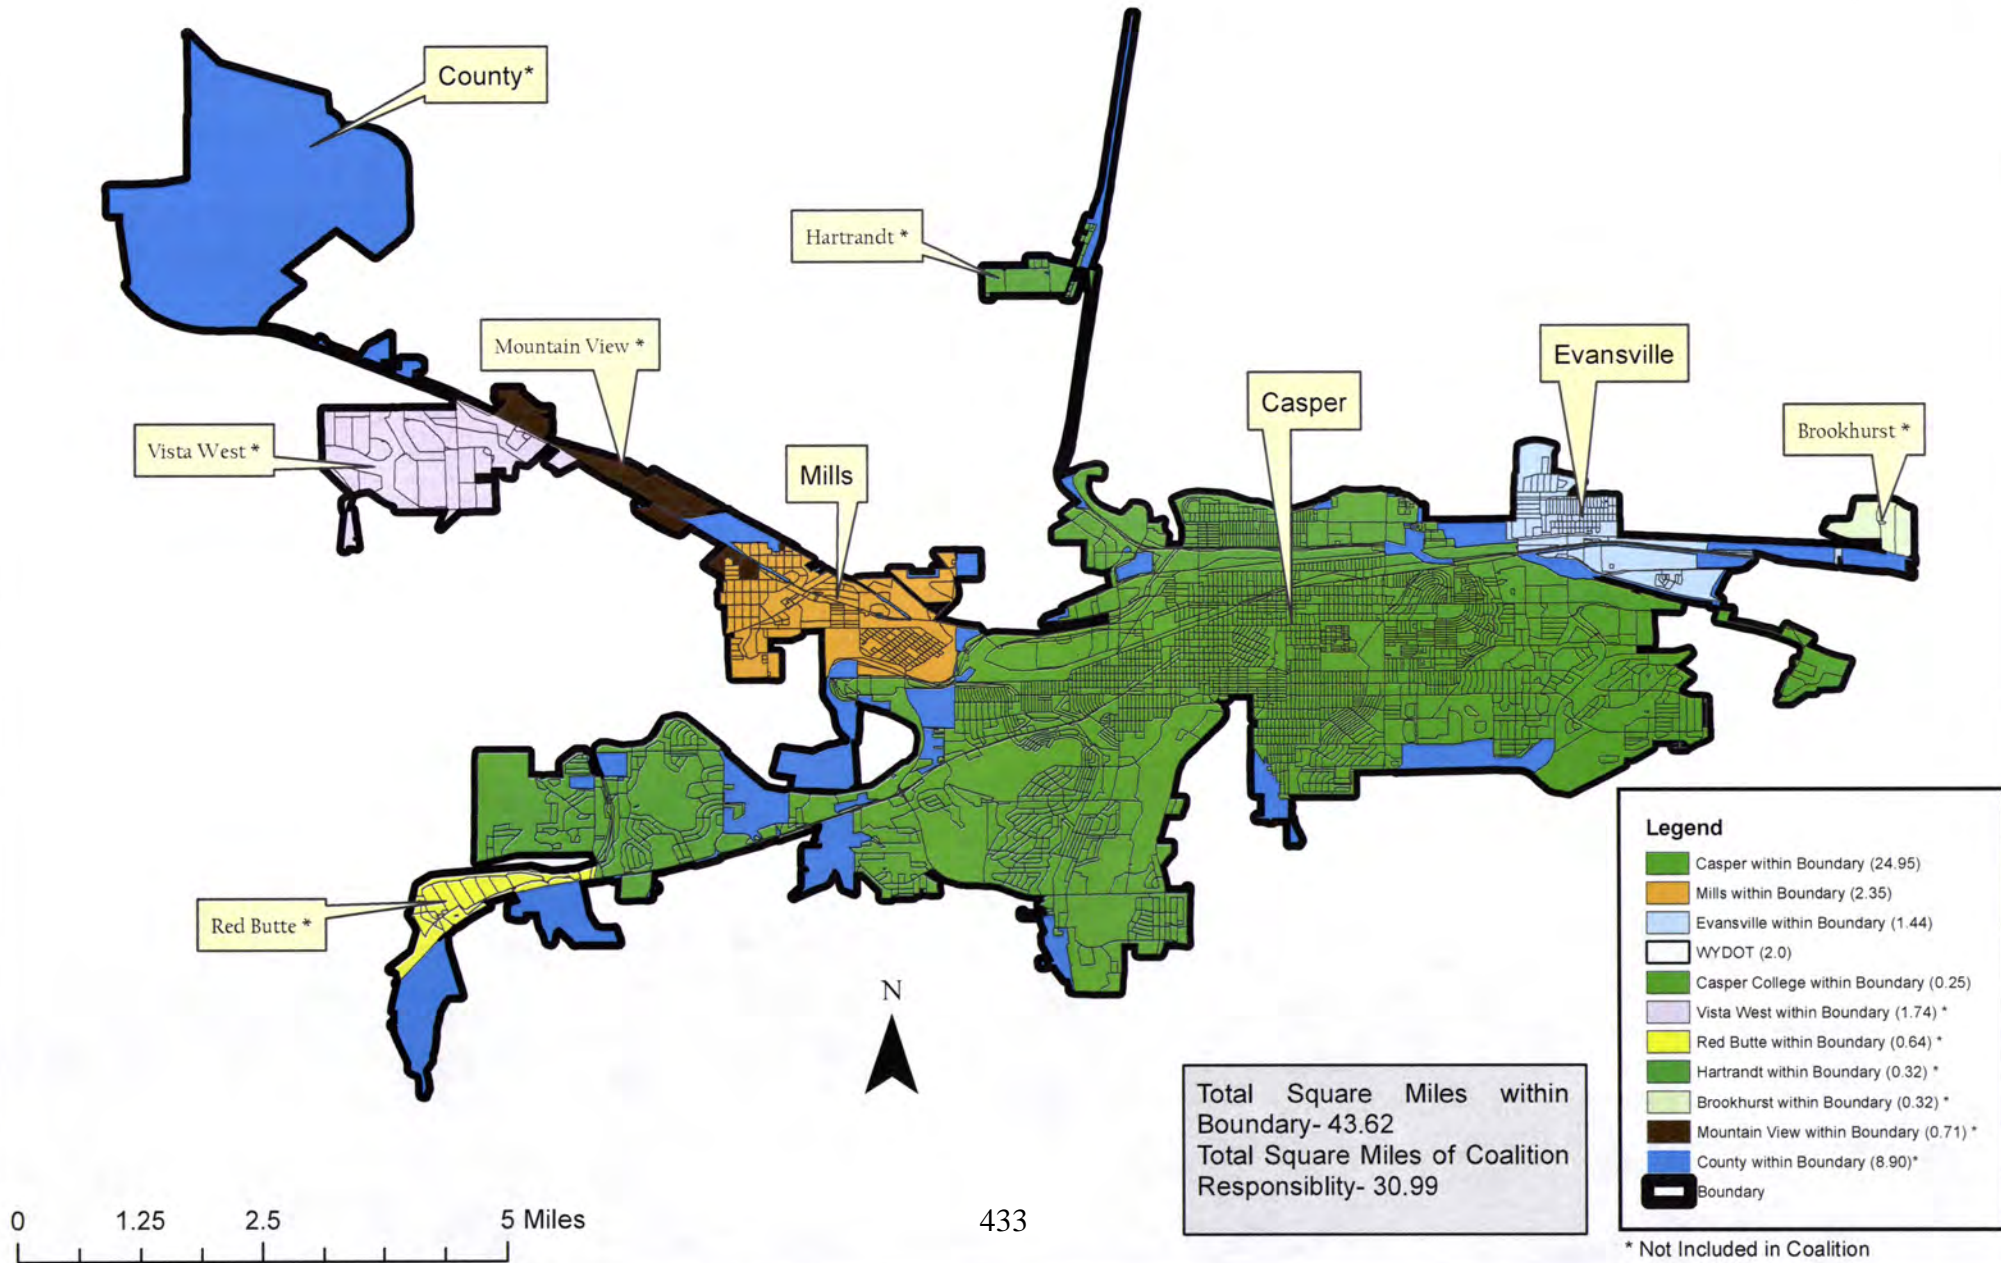 County*
Hartrandt *
Mountain View *
Evansville
Casper
Brookhurst *
Vista West *
Mills
Red Butte *
N
Legend
Casper within Boundary (24.95)
Mills within Boundary (2.35)
Evansville within Boundary (1.44)
WYDOT (2.0)
Casper College within Boundary (0.25)
Vista West within Boundary (1.74) *
Red Butte within Boundary (0.64) *
Hartrandt within Boundary (0.32) *
Brookhurst within Boundary (0.32) *
Mountain View within Boundary (0.71) *
County within Boundary (8.90)*
Boundary
* Not Included in Coalition
Total Square Miles within
Boundary- 43.62
Total Square Miles of Coalition
Responsiblity- 30.99
0 1.25 2.5 5 Miles
433